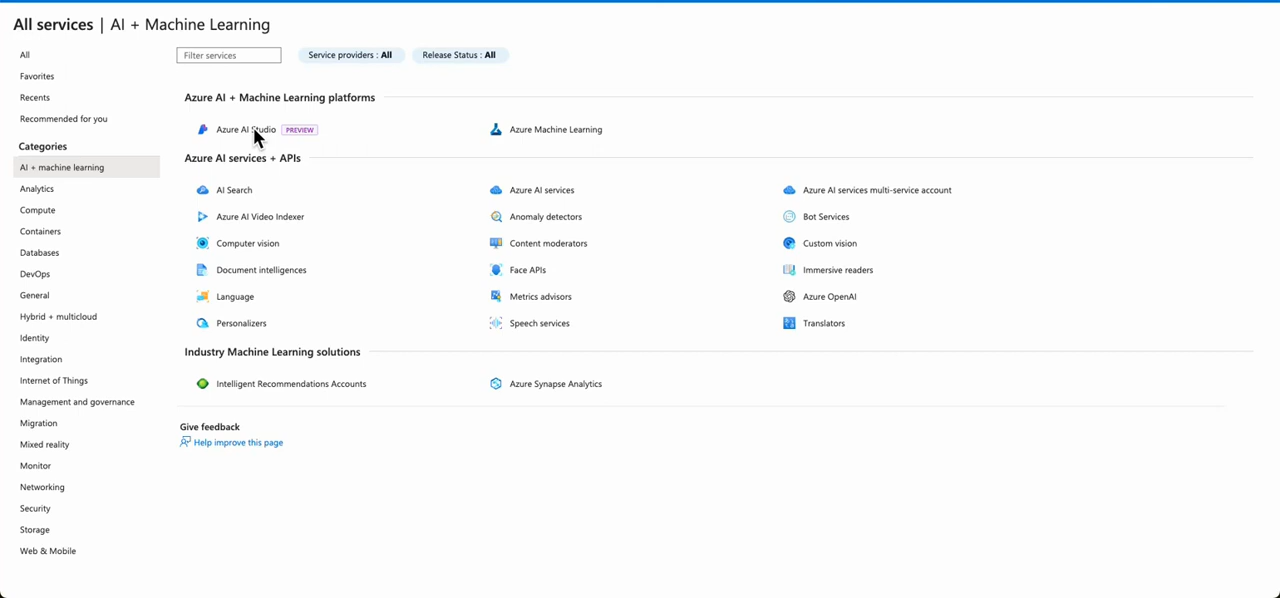 All services | AI + Machine Learning
All
Favorites
Recents
Recommended for you
Categories
AI + machine learning
Analytics
Compute
Containers
Databases
DevOps
General
Hybrid + multicloud
Identity
Integration
Internet of Things
Management and governance
Migration
Mixed reality
Monitor
Networking
Security
Storage
Web & Mobile
Filter services
Service providers : All
Release Status : All
Azure AI + Machine Learning platforms
Azure AI Studio PREVIEW
Azure Machine Learning
Azure AI services + APIs
AI Search
Azure AI services
Azure AI services multi-service account
Azure AI Video Indexer
Anomaly detectors
Bot Services
Computer vision
Content moderators
Custom vision
Document intelligences
Face APIs
Immersive readers
Language
Metrics advisors
Azure OpenAI
Personalizers
Speech services
Translators
Industry Machine Learning solutions
Intelligent Recommendations Accounts
Azure Synapse Analytics
Give feedback
Help improve this page